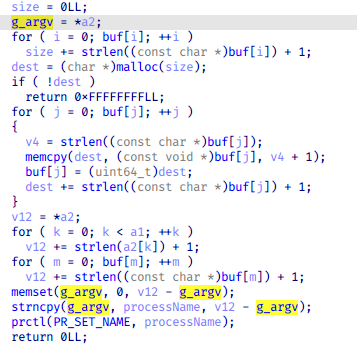 size = 0LL;
g_argv = *a2;
for ( i = 0; buf[i]; ++i )
size += strlen((const char *)buf[i]) + 1;
dest = (char *)malloc(size);
if ( !dest )
return 0xFFFFFFFFLL;
for ( j = 0; buf[j]; ++j )
{
v4 = strlen((const char *)buf[j]);
memcpy(dest, (const void *)buf[j], v4 + 1);
buf[j] = (uint64_t)dest;
dest += strlen((const char *)buf[j]) + 1;
}
v12 = *a2;
for ( k = 0; k < a1; ++k )
v12 += strlen(a2[k]) + 1;
for ( m = 0; buf[m]; ++m )
v12 += strlen((const char *)buf[m]) + 1;
memset(g_argv, 0, v12 - g_argv);
strncpy(g_argv, processName, v12 - g_argv);
prctl(PR_SET_NAME, processName);
return 0LL;